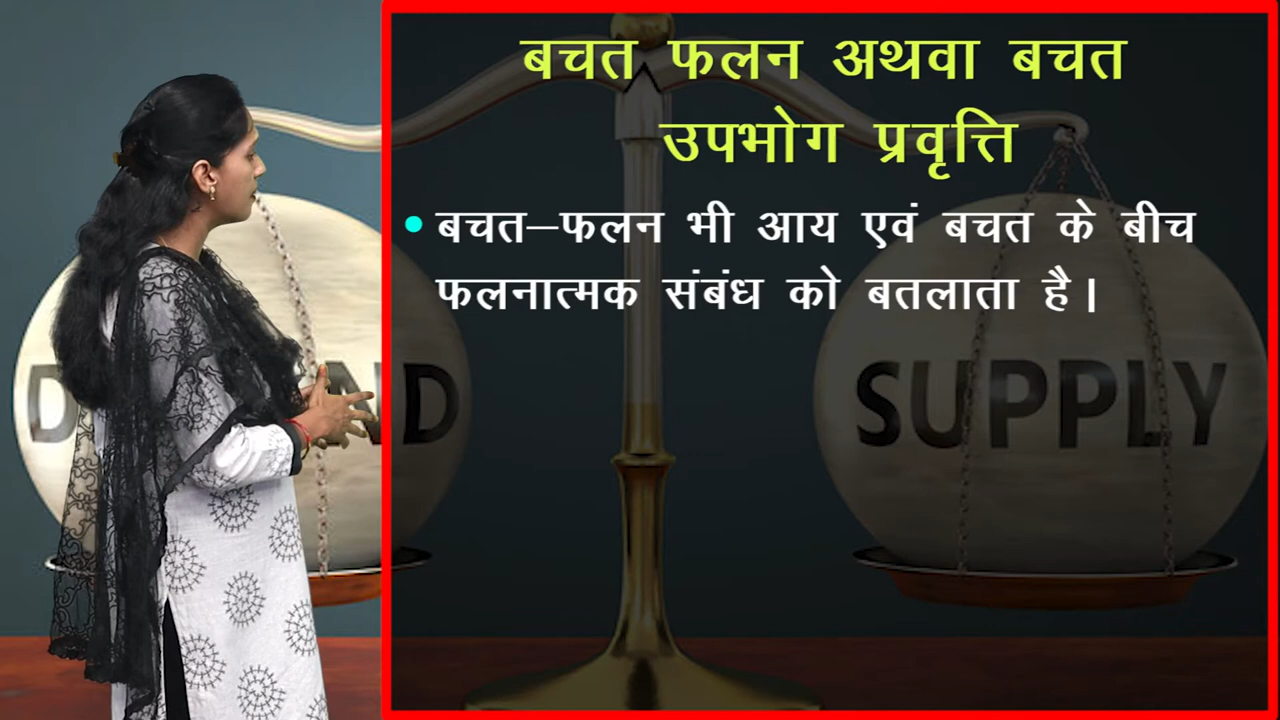 बचत फलन अथवा बचत
उपभोग प्रवृत्ति
• बचत–फलन भी आय एवं बचत के बीच
फलनात्मक संबंध को बतलाता है।
SUPPLY